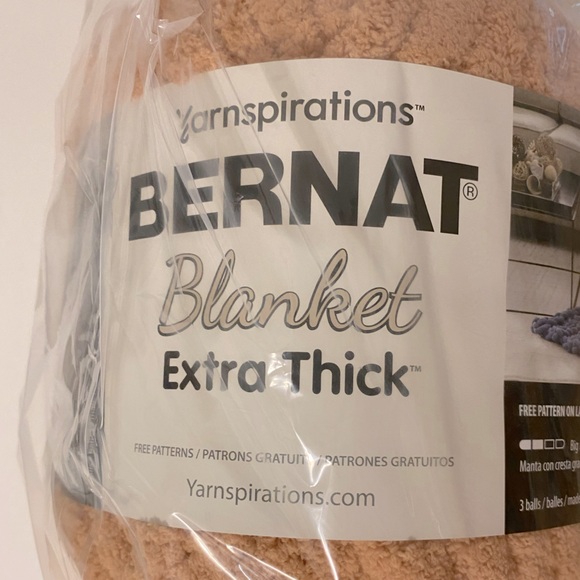 Yarnspirations™
BERNAT®
Blanket
Extra Thick™
FREE PATTERNS / PATRONS GRATUITS / PATRONES GRATUITOS
Yarnspirations.com
FREE PATTERN ON
Big
Manta con cresta
3 balls / balles /